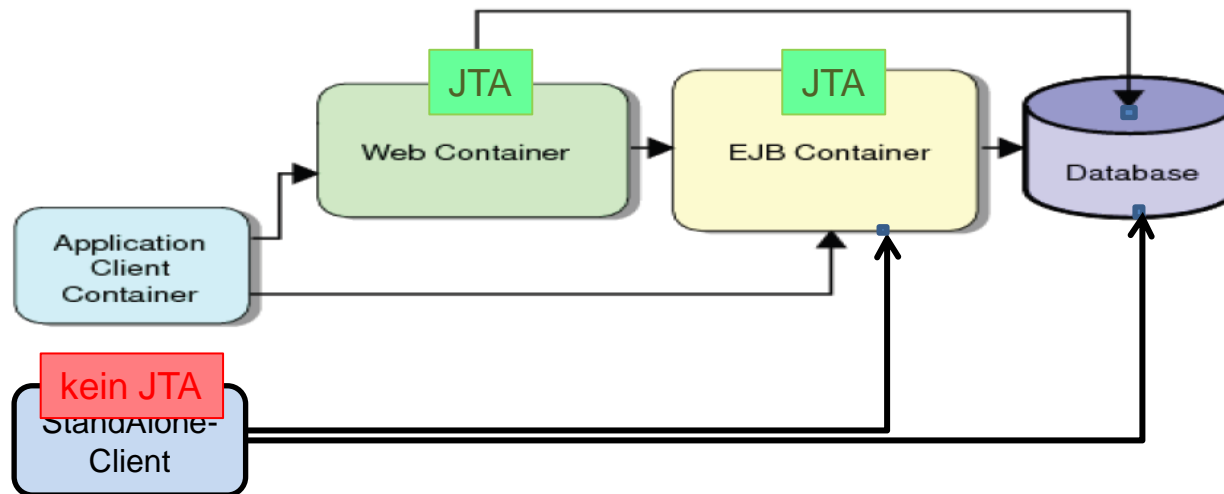 JTA
JTA
Web Container
EJB Container
Database
Application
Client
Container
kein JTA
StandAlone-
Client